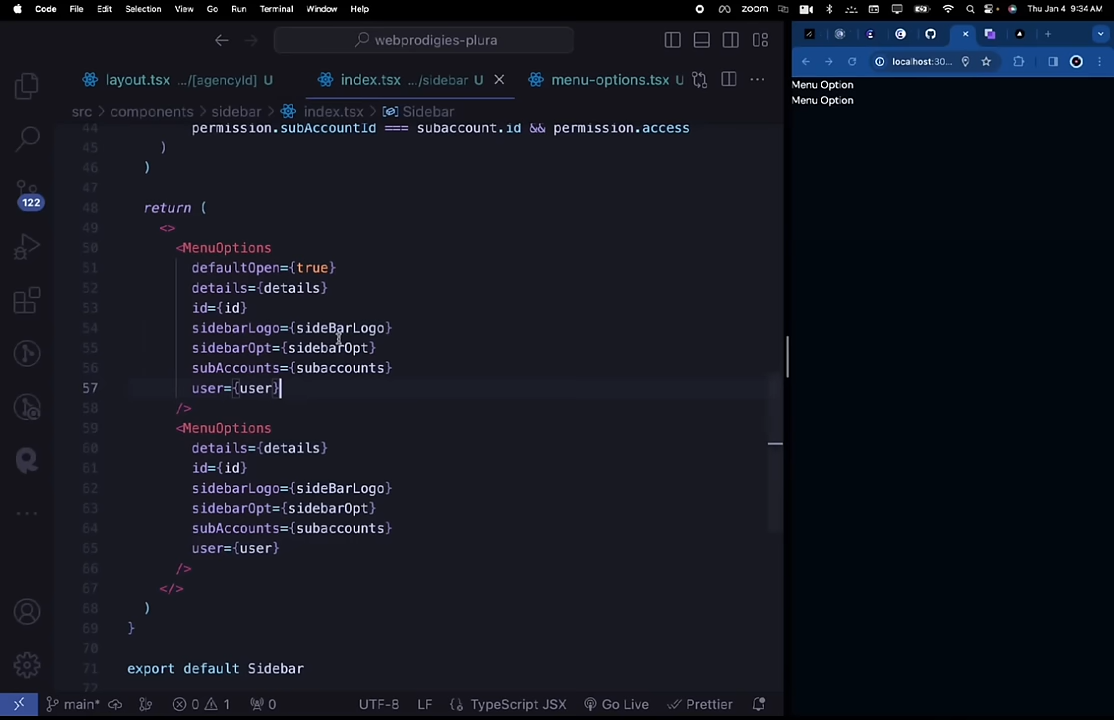 Code File Edit Selection View Go Run Terminal Window Help zoom Thu Jan 4 9:34 AM
webprodigies-plura
localhost:30...
layout.tsx .../[agencyId] U
index.tsx .../sidebar U
menu-options.tsx U
src > components > sidebar > index.tsx > Sidebar
Menu Option
Menu Option
44 permission.subAccountId === subaccount.id && permission.access
45 )
46 )
47
48 return (
49 <>
50 <MenuOptions
51 defaultOpen={true}
52 details={details}
53 id={id}
54 sidebarLogo={sideBarLogo}
55 sidebarOpt={sidebarOpt}
56 subAccounts={subaccounts}
57 user={user}
58 />
59 <MenuOptions
60 details={details}
61 id={id}
62 sidebarLogo={sideBarLogo}
63 sidebarOpt={sidebarOpt}
64 subAccounts={subaccounts}
65 user={user}
66 />
67 </>
68 )
69 }
70
71 export default Sidebar
72
122
main* 0 1 0 UTF-8 LF TypeScript JSX Go Live Prettier